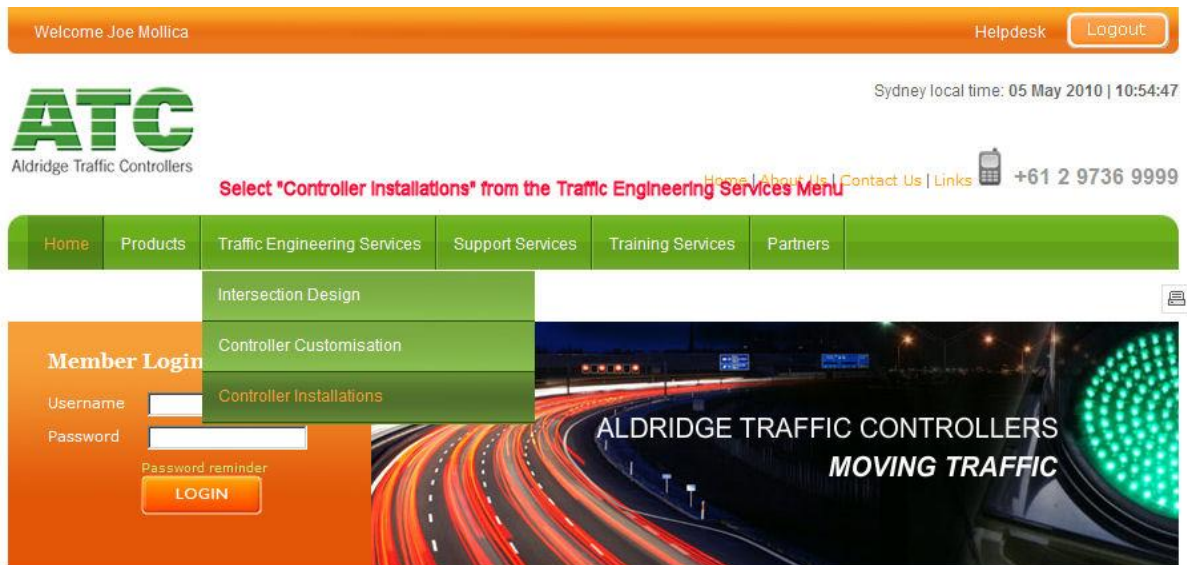 Welcome Joe Mollica
Helpdesk
Logout
Sydney local time: 05 May 2010 | 10:54:47
ATC
Aldridge Traffic Controllers
Select "Controller Installations" from the Traffic Engineering Services Menu
Home | About Us | Contact Us | Links
+61 2 9736 9999
Home
Products
Traffic Engineering Services
Support Services
Training Services
Partners
Intersection Design
Controller Customisation
Controller Installations
Member Login
Username
Password
Password reminder
LOGIN
ALDRIDGE TRAFFIC CONTROLLERS
MOVING TRAFFIC